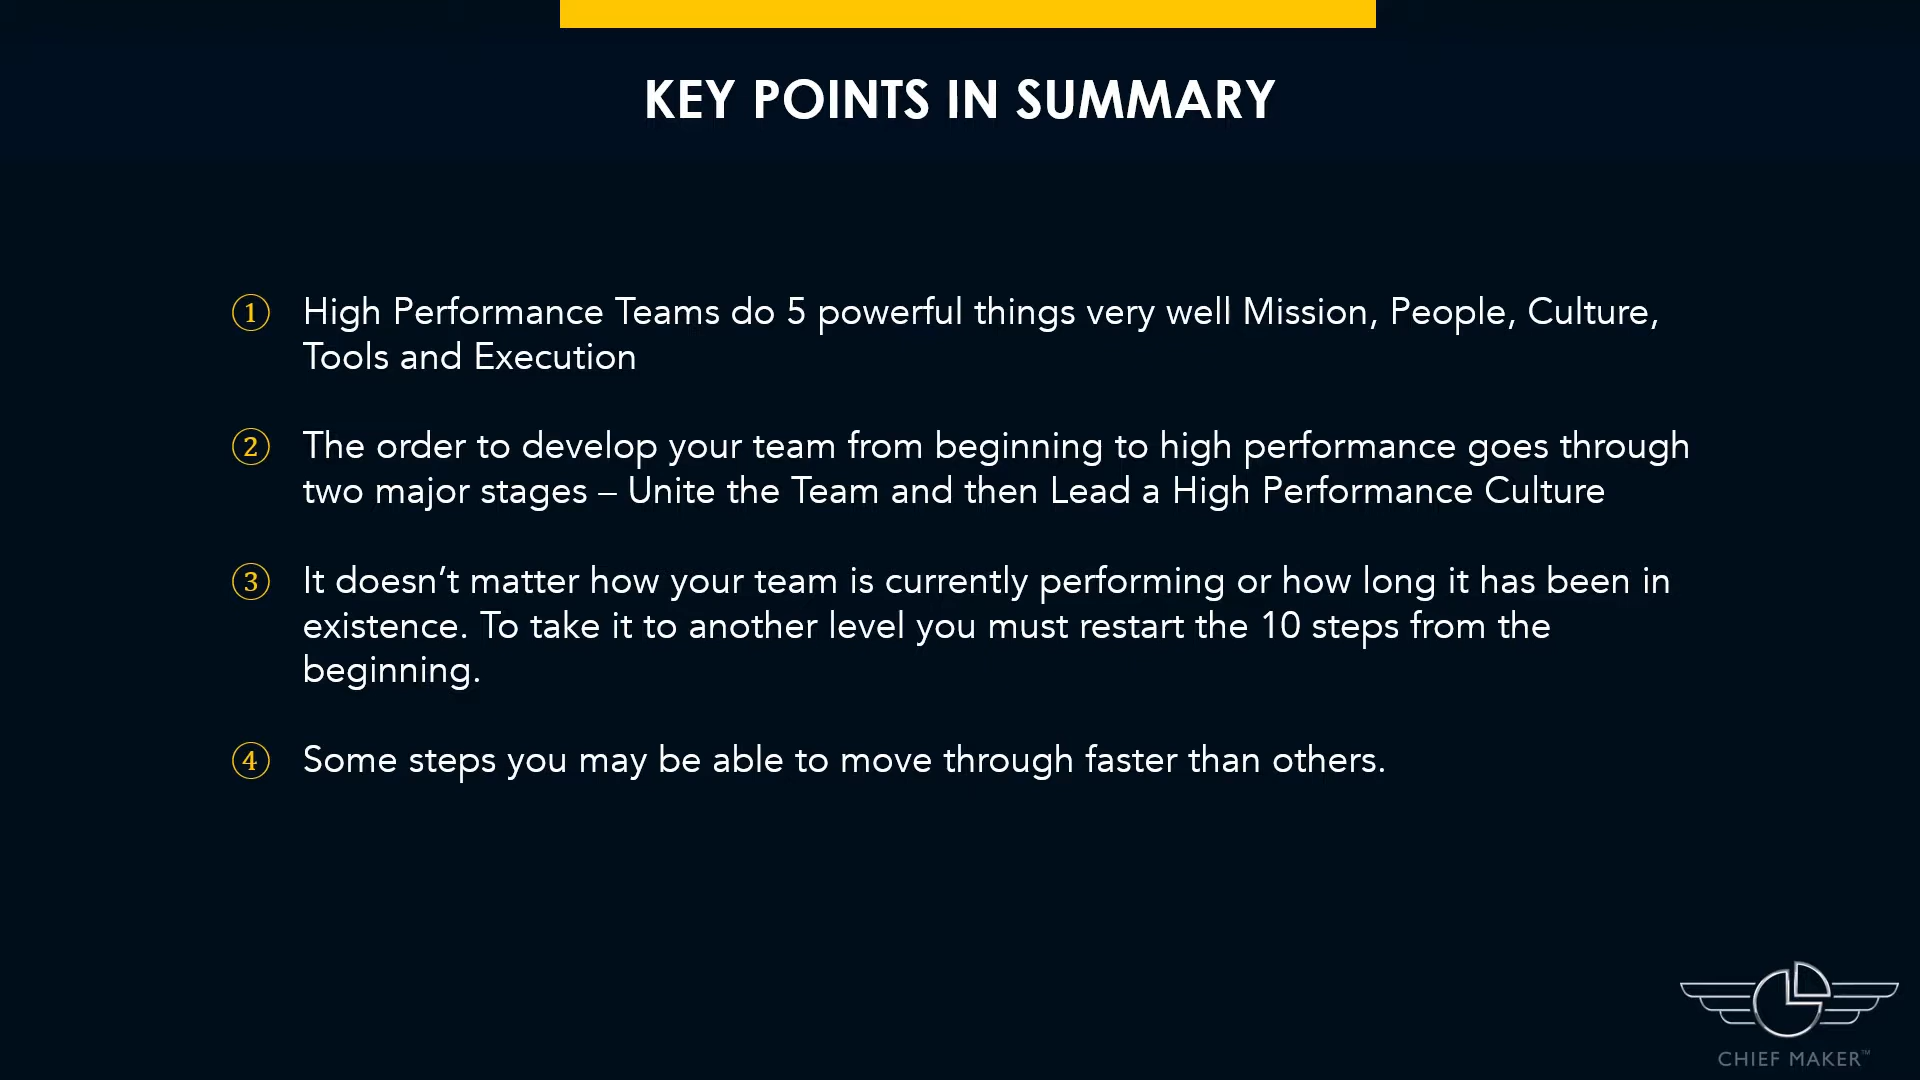 KEY POINTS IN SUMMARY
① High Performance Teams do 5 powerful things very well Mission, People, Culture,
Tools and Execution
② The order to develop your team from beginning to high performance goes through
two major stages – Unite the Team and then Lead a High Performance Culture
③ It doesn’t matter how your team is currently performing or how long it has been in
existence. To take it to another level you must restart the 10 steps from the
beginning.
④ Some steps you may be able to move through faster than others.
CHIEF MAKER™